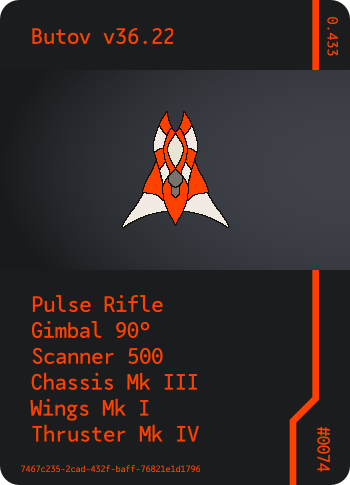 Butov v36.22
0.433
Pulse Rifle
Gimbal 90°
Scanner 500
Chassis Mk III
Wings Mk I
Thruster Mk IV
#0074
7467c235-2cad-432f-baff-76821e1d1796